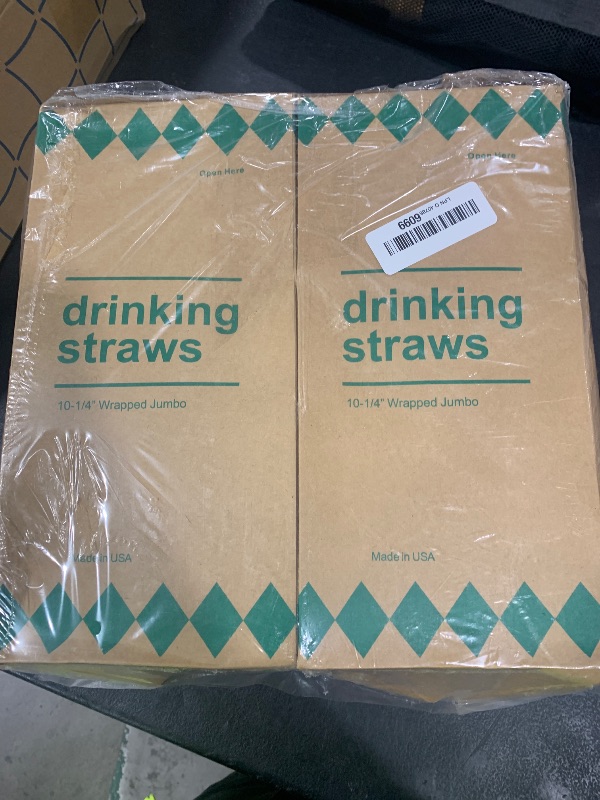 Open Here
drinking
straws
10-1/4" Wrapped Jumbo
Made in USA
Open Here
6609
drinking
straws
10-1/4" Wrapped Jumbo
Made in USA